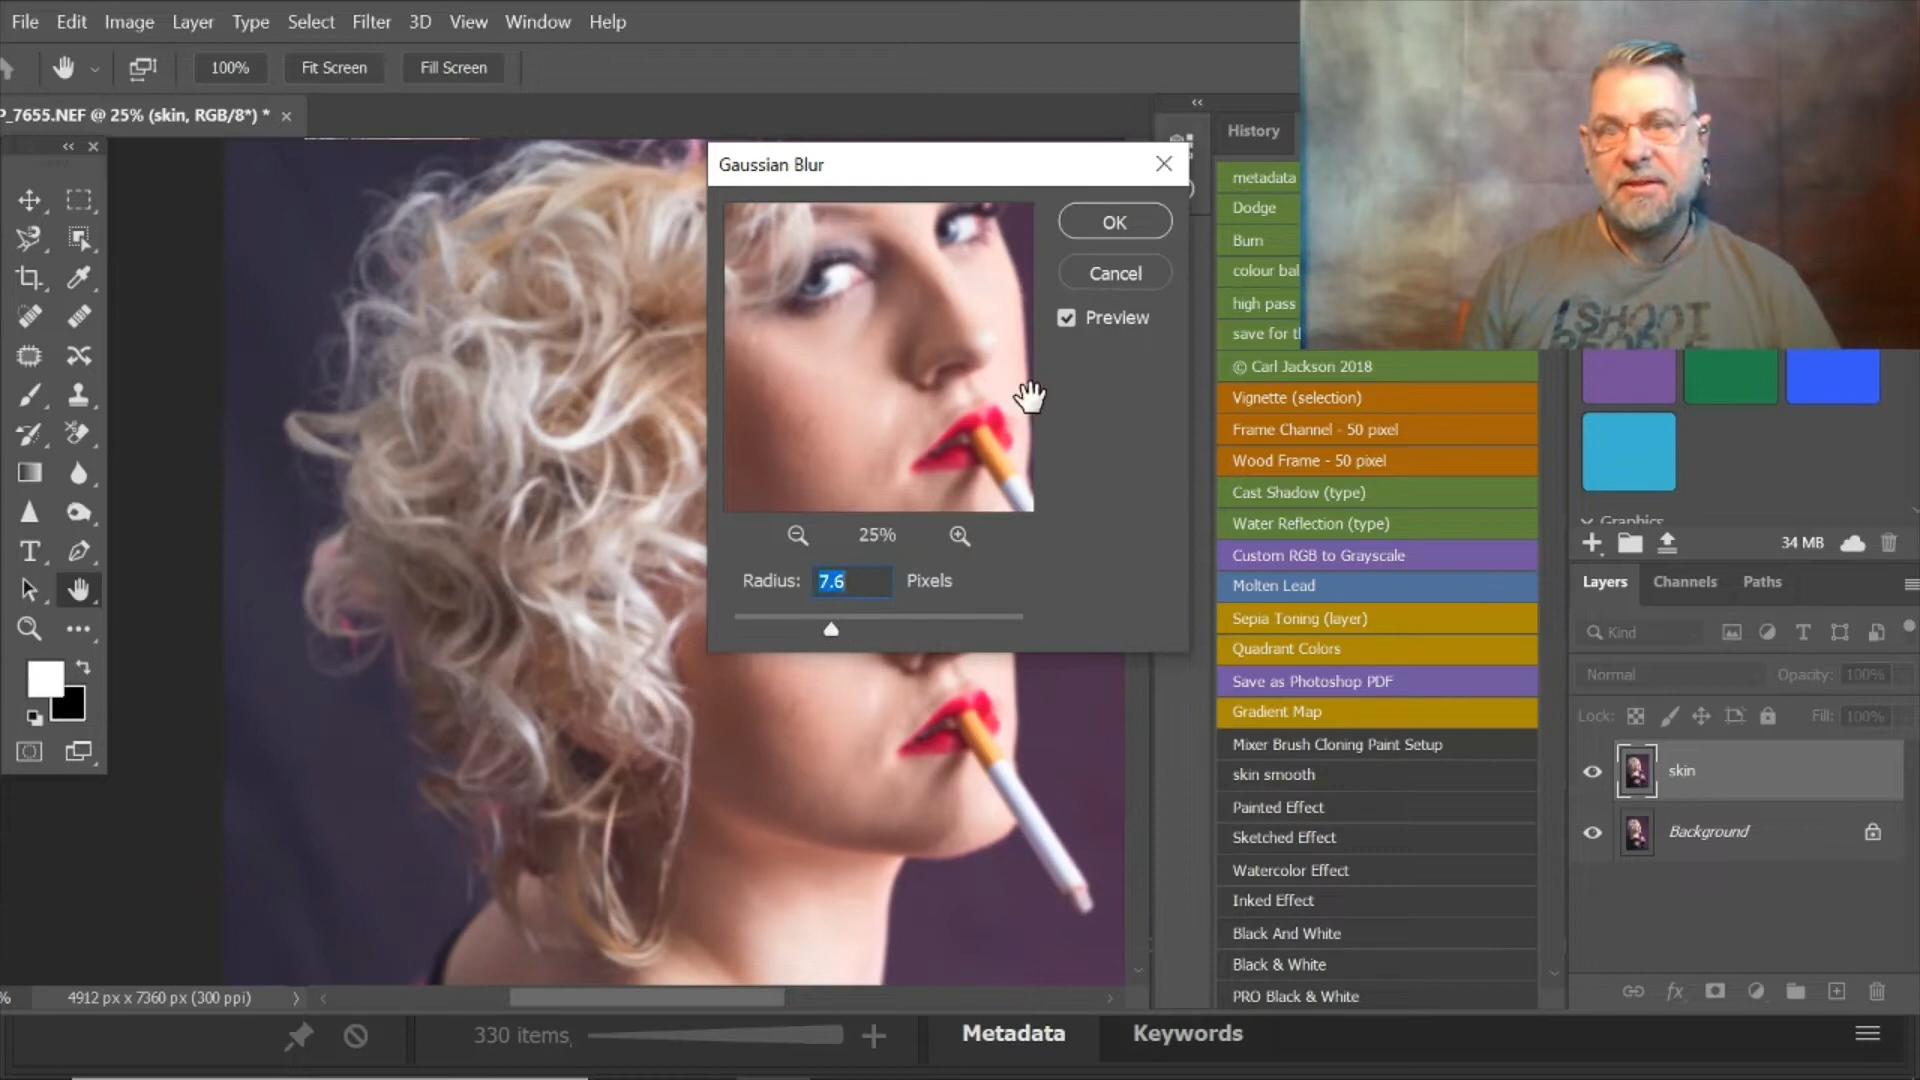 File Edit Image Layer Type Select Filter 3D View Window Help
100% Fit Screen Fill Screen
P_7655.NEF @ 25% (skin, RGB/8*) *
Gaussian Blur
OK
Cancel
Preview
25%
Radius: 7.6 Pixels
History
metadata
Dodge
Burn
colour bal
high pass
save for t
© Carl Jackson 2018
Vignette (selection)
Frame Channel - 50 pixel
Wood Frame - 50 pixel
Cast Shadow (type)
Water Reflection (type)
Custom RGB to Grayscale
Molten Lead
Sepia Toning (layer)
Quadrant Colors
Save as Photoshop PDF
Gradient Map
Mixer Brush Cloning Paint Setup
skin smooth
Painted Effect
Sketched Effect
Watercolor Effect
Inked Effect
Black And White
Black & White
PRO Black & White
I SHOOT
PEOPLE
Graphics
34 MB
Layers Channels Paths
Kind
Normal Opacity: 100%
Lock: Fill: 100%
skin
Background
% 4912 px x 7360 px (300 ppi)
330 items,
Metadata Keywords